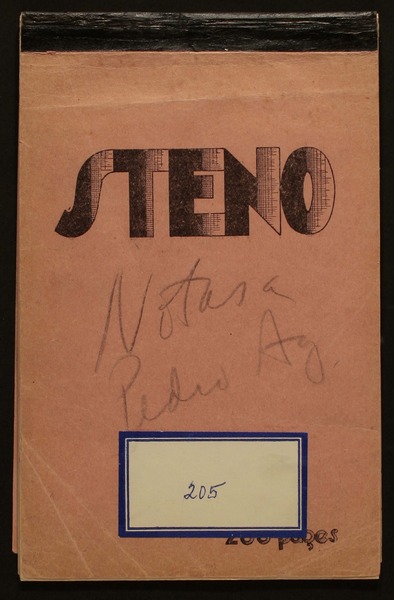 STENO
Notas a
Pedro Ag.
205
200 pages